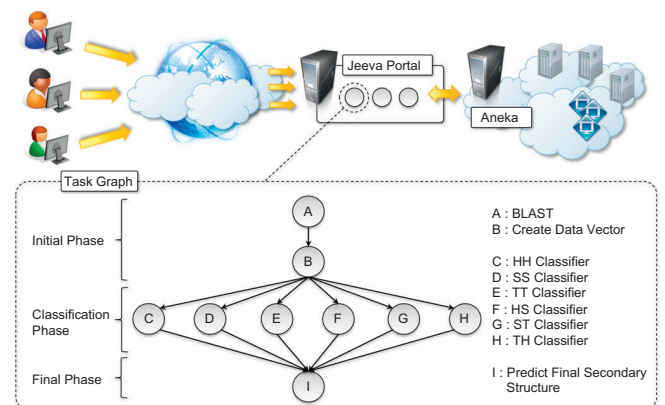 Jeeva Portal
Aneka
Task Graph
Initial Phase
Classification
Phase
Final Phase
A
B
C
D
E
F
G
H
I
A : BLAST
B : Create Data Vector
C : HH Classifier
D : SS Classifier
E : TT Classifier
F : HS Classifier
G : ST Classifier
H : TH Classifier
I : Predict Final Secondary
Structure